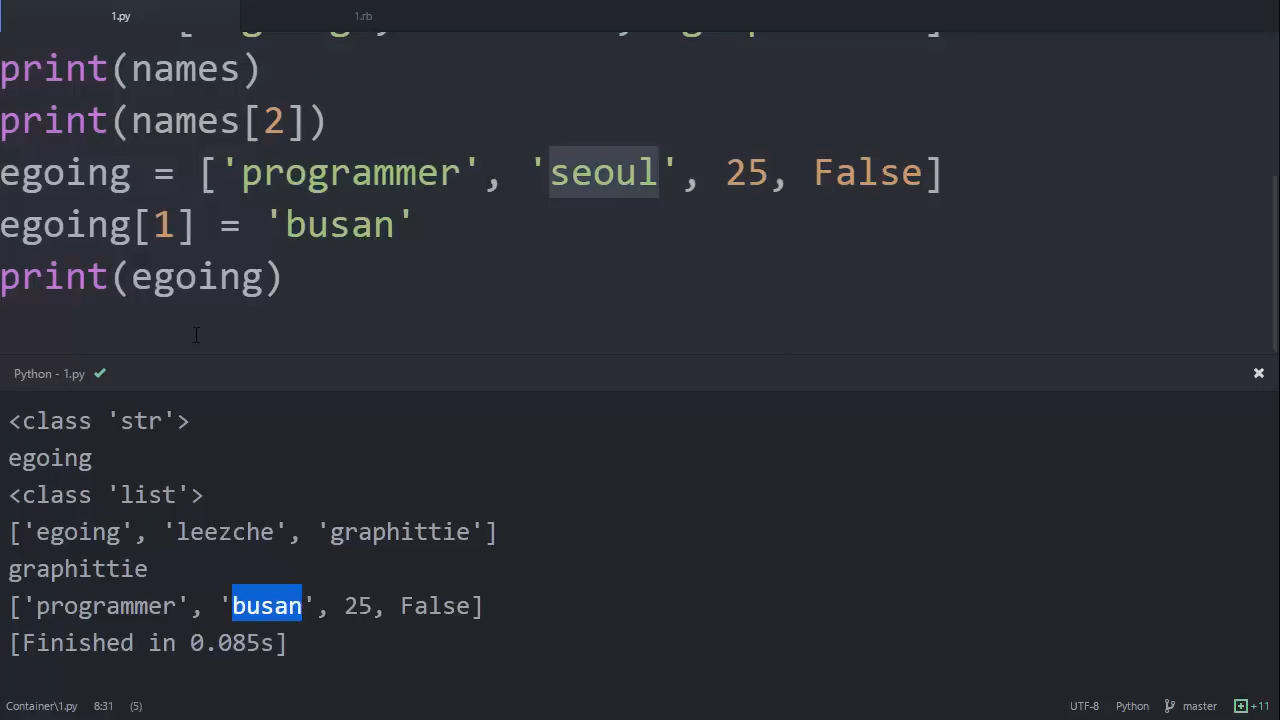 1.py 1.rb
print(names)
print(names[2])
egoing = ['programmer', 'seoul', 25, False]
egoing[1] = 'busan'
print(egoing)
Python - 1.py
<class 'str'>
egoing
<class 'list'>
['egoing', 'leezche', 'graphittie']
graphittie
['programmer', 'busan', 25, False]
[Finished in 0.085s]
Container\1.py 8:31 (5) UTF-8 Python master +11